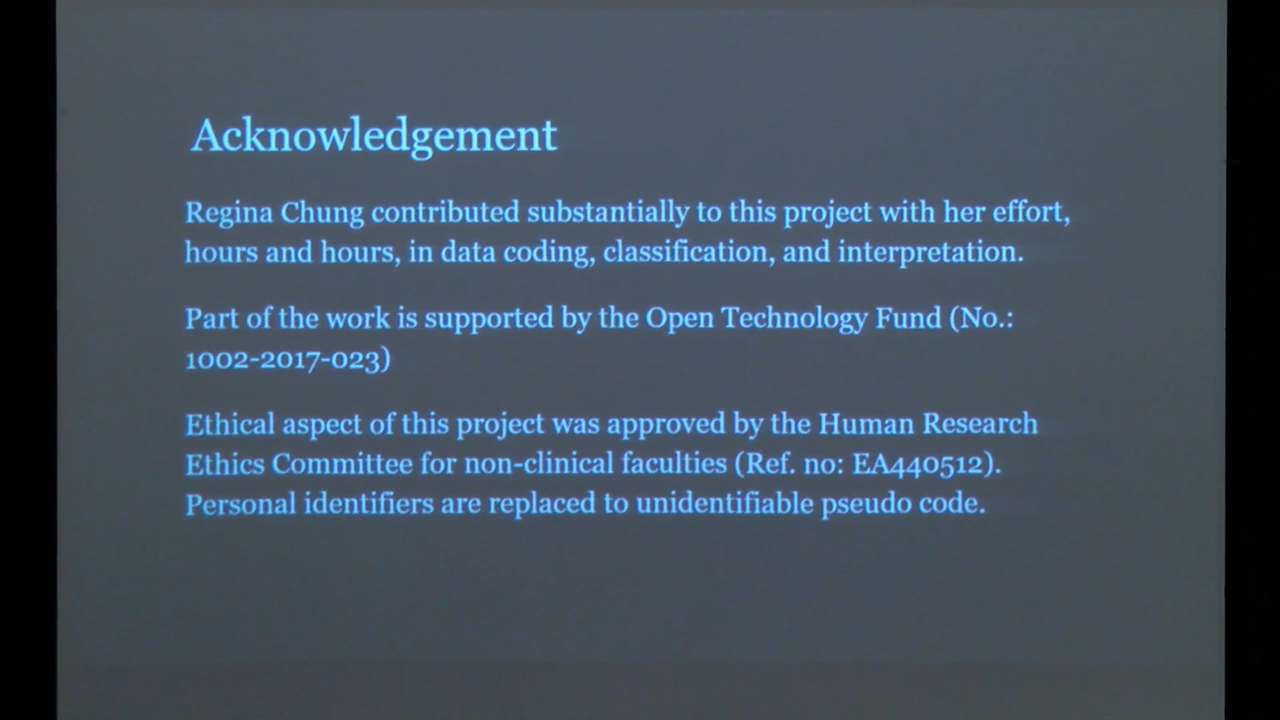 Acknowledgement
Regina Chung contributed substantially to this project with her effort,
hours and hours, in data coding, classification, and interpretation.
Part of the work is supported by the Open Technology Fund (No.:
1002-2017-023)
Ethical aspect of this project was approved by the Human Research
Ethics Committee for non-clinical faculties (Ref. no: EA440512).
Personal identifiers are replaced to unidentifiable pseudo code.